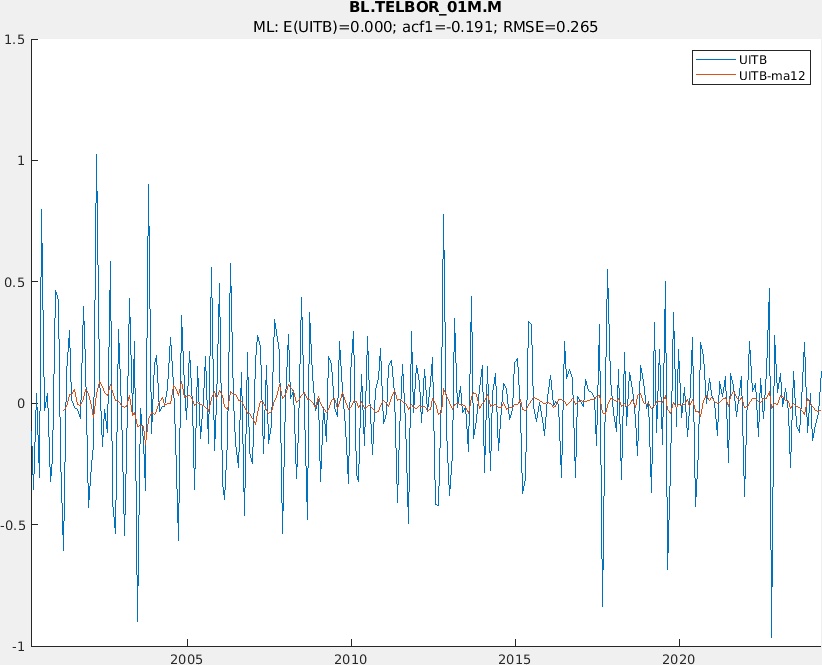 BL.TELBOR_01M.M
ML: E(UITB)=0.000; acf1=-0.191; RMSE=0.265
1.5
UITB
UITB-ma12
1
0.5
0
-0.5
-1
2005 2010 2015 2020